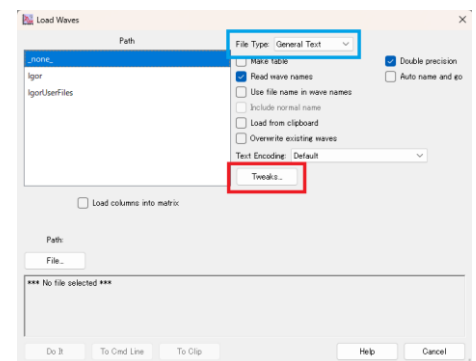 Load Waves
Path
_none_
Igor
IgorUserFiles
File Type: General Text
Make table
Double precision
Read wave names
Auto name and go
Use file name in wave names
Include normal name
Load from clipboard
Overwrite existing waves
Text Encoding: Default
Tweaks...
Load columns into matrix
Path:
File...
*** No file selected ***
Do It
To Cmd Line
To Clip
Help
Cancel